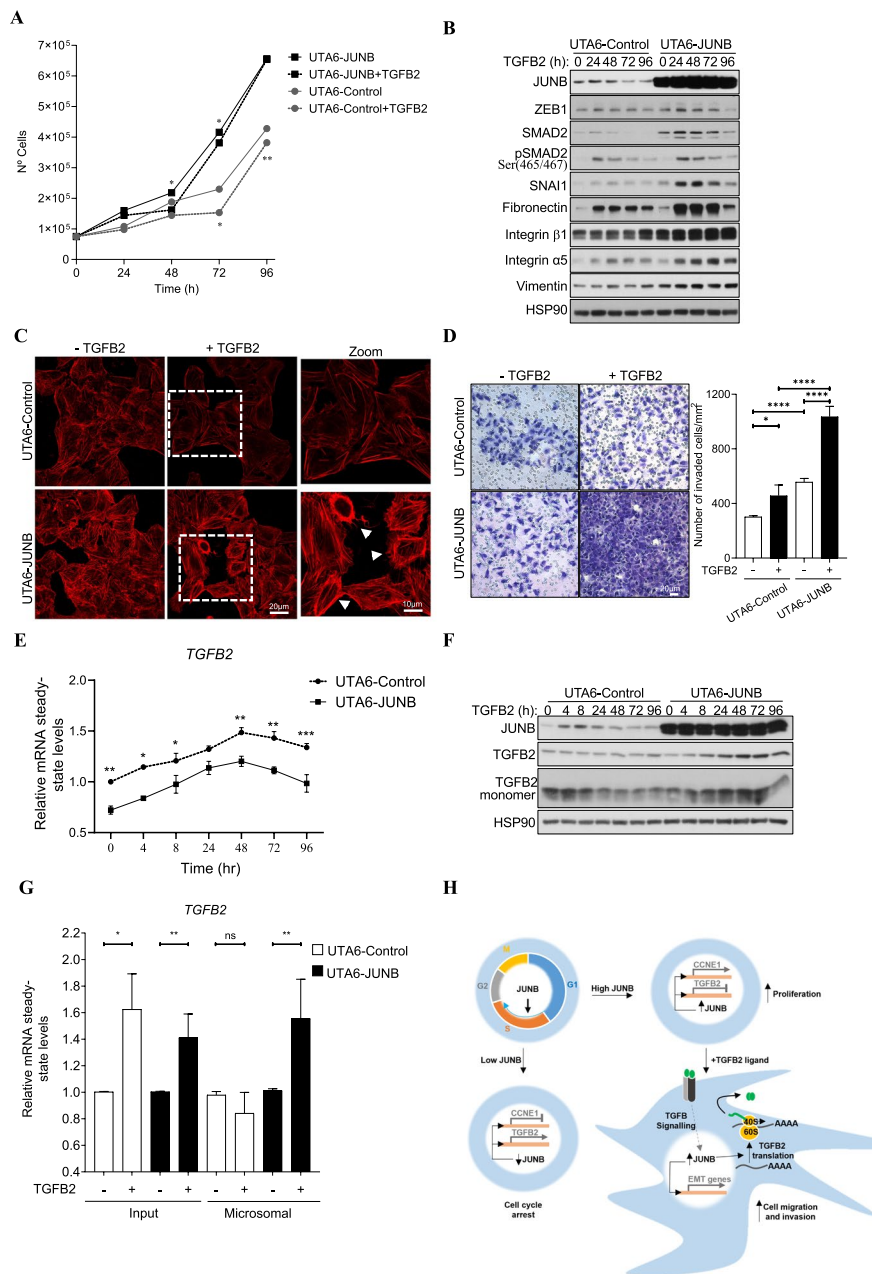 A
7×10⁵
6×10⁵
5×10⁵
4×10⁵
3×10⁵
2×10⁵
1×10⁵
0
Nº Cells
0 24 48 72 96
Time (h)
UTA6-JUNB
UTA6-JUNB+TGFB2
UTA6-Control
UTA6-Control+TGFB2
*
*
*
**
B
UTA6-Control UTA6-JUNB
TGFB2 (h): 0 24 48 72 96 0 24 48 72 96
JUNB
ZEB1
SMAD2
pSMAD2
Ser(465/467)
SNAI1
Fibronectin
Integrin β1
Integrin α5
Vimentin
HSP90
C
- TGFB2 + TGFB2 Zoom
UTA6-Control
UTA6-JUNB
20µm
10µm
D
- TGFB2 + TGFB2
UTA6-Control
UTA6-JUNB
20µm
Number of invaded cells/mm²
1200
900
600
300
0
****
**** ****
*
TGFB2 - + - +
UTA6-Control
UTA6-JUNB
E
TGFB2
UTA6-Control
UTA6-JUNB
Relative mRNA steady-
state levels
2.0
1.5
1.0
0.5
** * * ** ** ***
0 4 8 24 48 72 96
Time (hr)
F
UTA6-Control UTA6-JUNB
TGFB2 (h): 0 4 8 24 48 72 96 0 4 8 24 48 72 96
JUNB
TGFB2
TGFB2
monomer
HSP90
G
TGFB2
Relative mRNA steady-
state levels
2.2
2.0
1.8
1.6
1.4
1.2
1.0
0.8
0.6
0.4
* ** ns **
UTA6-Control
UTA6-JUNB
TGFB2 - + - + - + - +
Input Microsomal
H
M
G2
G1
S
JUNB
High JUNB
CCNE1
TGFB2
JUNB
Proliferation
Low JUNB
+TGFB2 ligand
CCNE1
TGFB2
JUNB
Cell cycle
arrest
TGFB
Signalling
40S
60S
AAAA
TGFB2
translation
AAAA
JUNB
EMT genes
Cell migration
and invasion